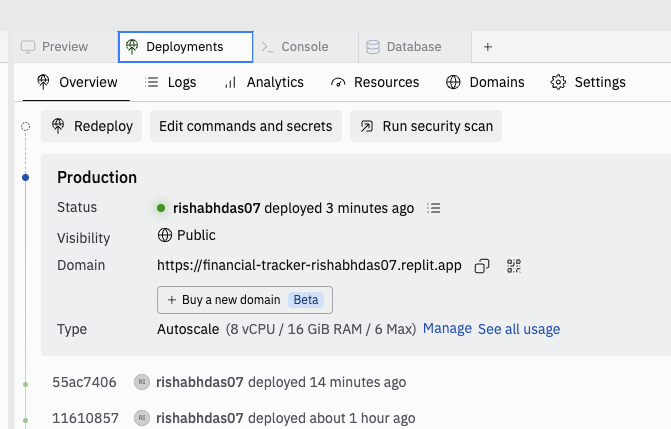 Preview Deployments Console Database +
Overview Logs Analytics Resources Domains Settings
Redeploy Edit commands and secrets Run security scan
Production
Status rishabhdas07 deployed 3 minutes ago
Visibility Public
Domain https://financial-tracker-rishabhdas07.replit.app
+ Buy a new domain Beta
Type Autoscale (8 vCPU / 16 GiB RAM / 6 Max) Manage See all usage
55ac7406 RI rishabhdas07 deployed 14 minutes ago
11610857 RI rishabhdas07 deployed about 1 hour ago